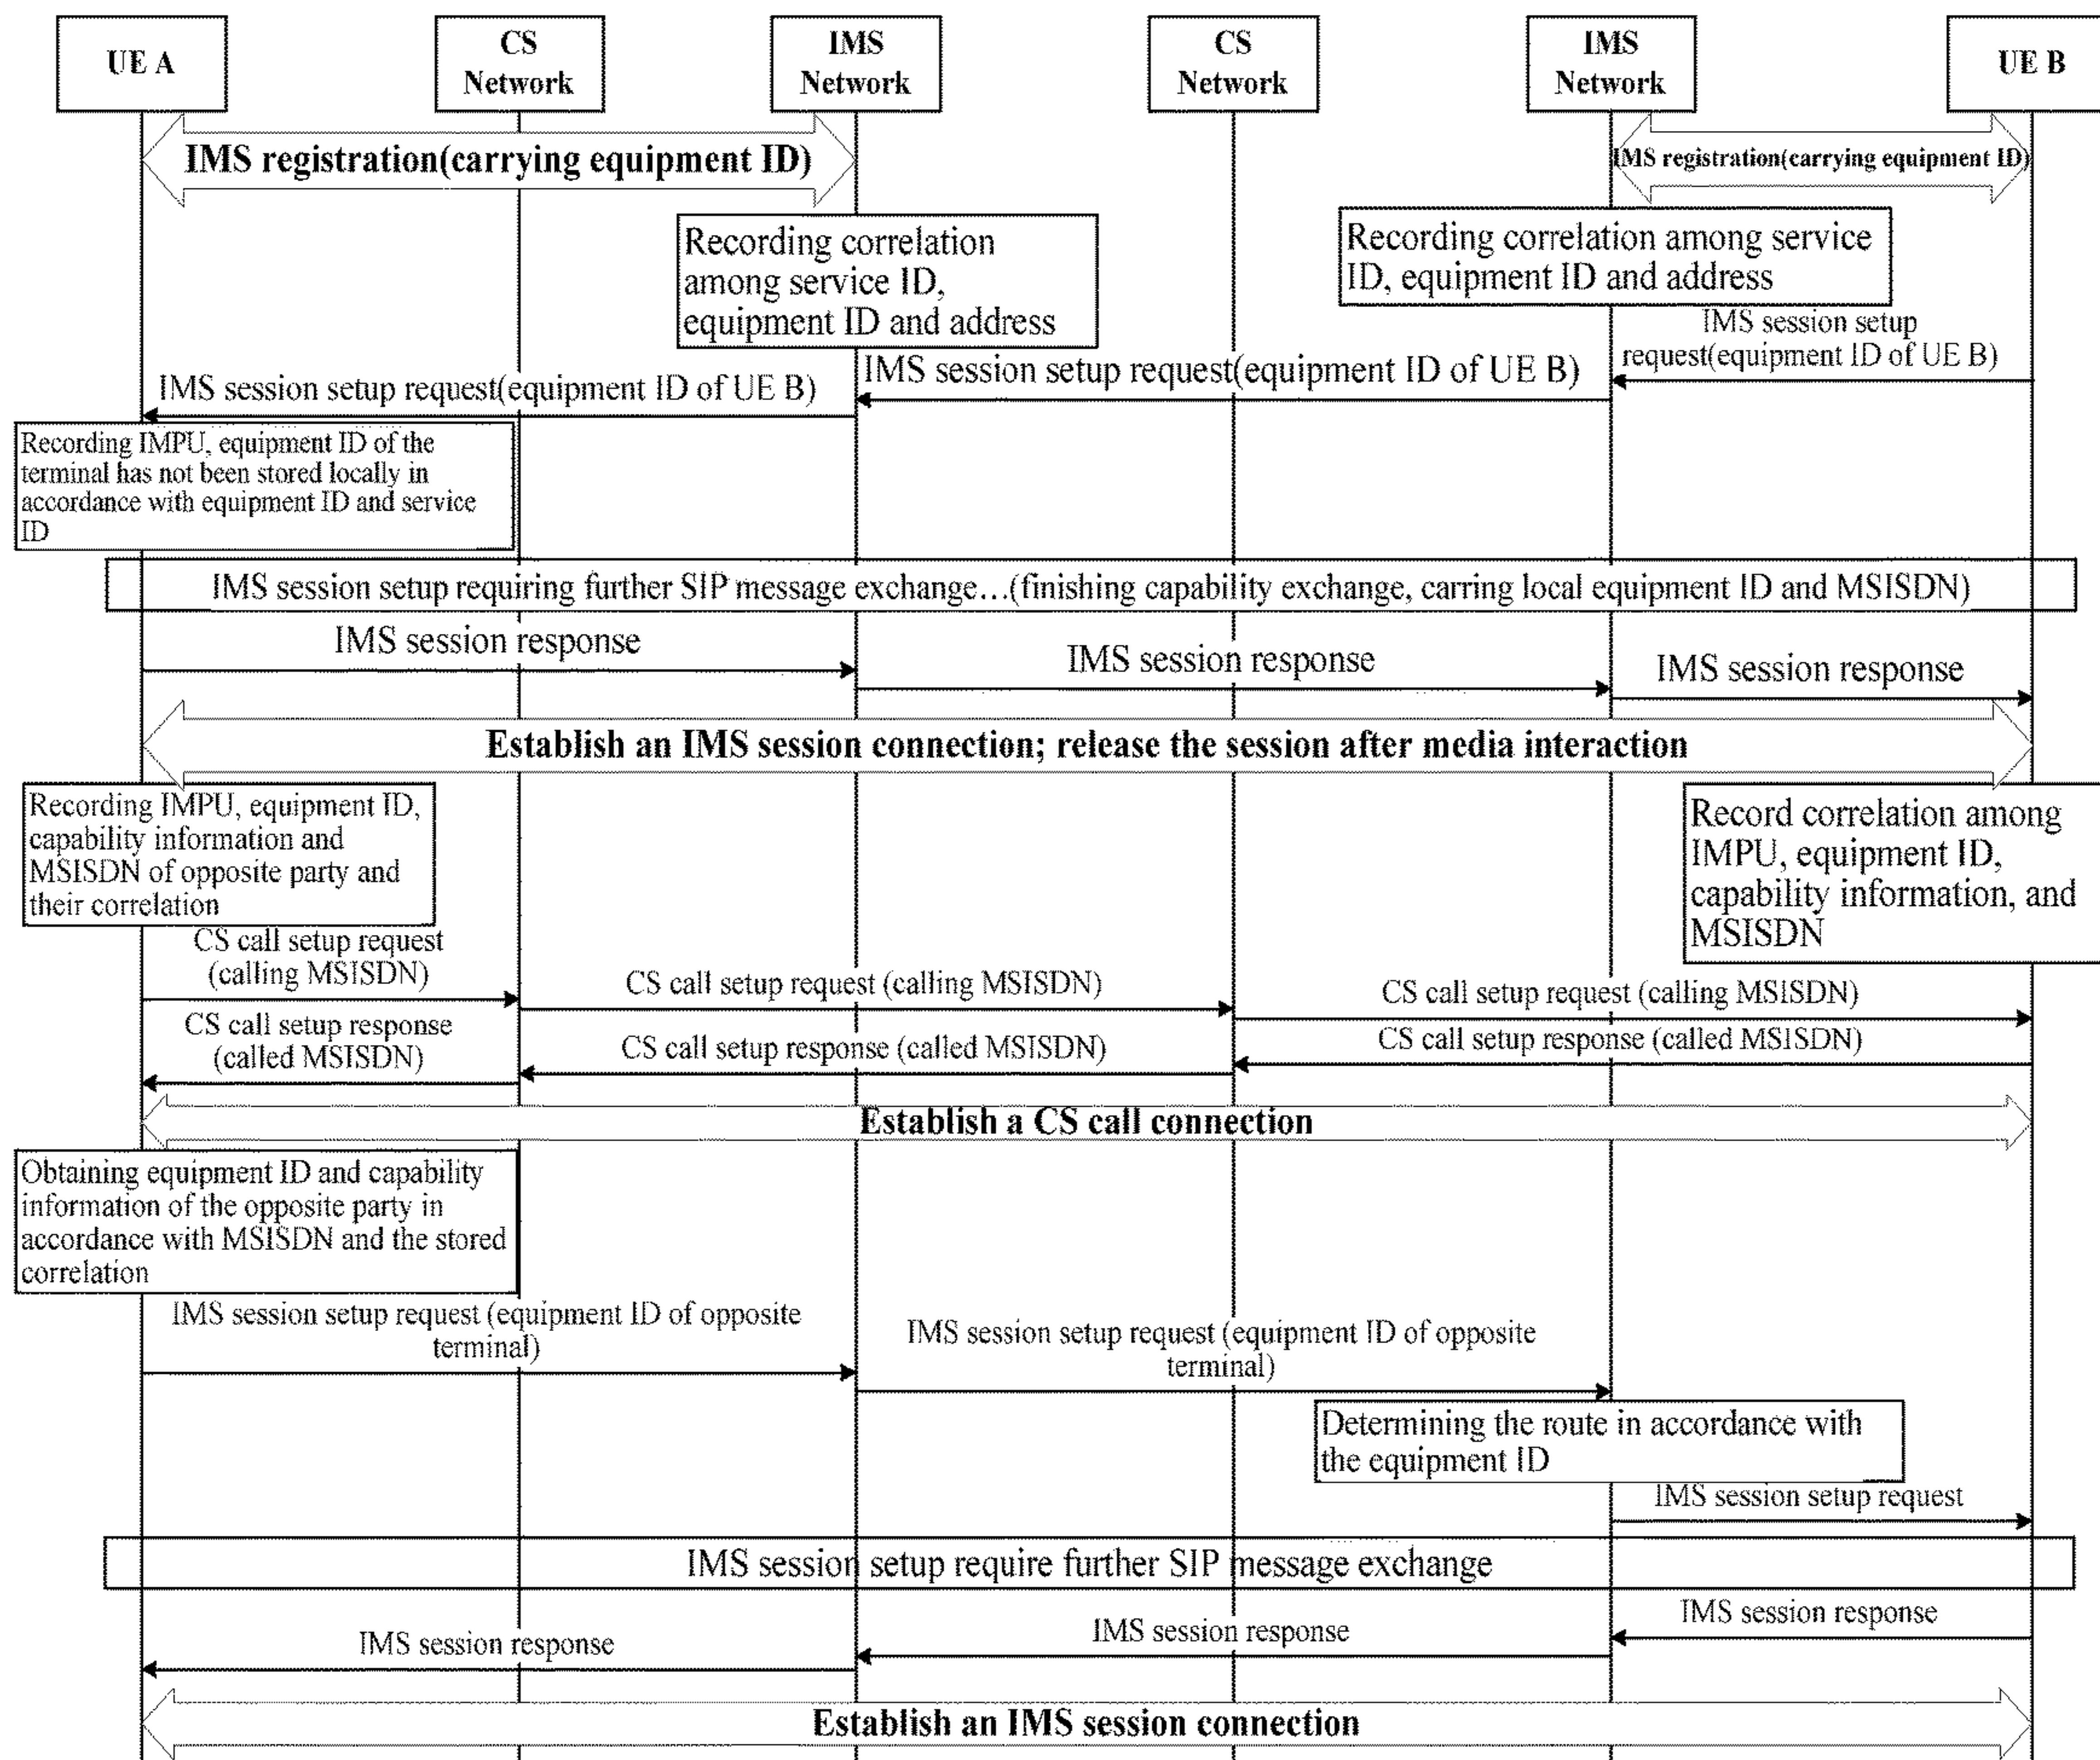 UE A
CS
Network
IMS
Network
CS
Network
IMS
Network
UE B
IMS registration(carrying equipment ID)
IMS registration(carrying equipment ID)
Recording correlation
among service ID,
equipment ID and address
Recording correlation among service
ID, equipment ID and address
IMS session setup
request(equipment ID of UE B)
IMS session setup request(equipment ID of UE B)
IMS session setup request(equipment ID of UE B)
Recording IMPU, equipment ID of the
terminal has not been stored locally in
accordance with equipment ID and service
ID
IMS session setup requiring further SIP message exchange…(finishing capability exchange, carring local equipment ID and MSISDN)
IMS session response
IMS session response
IMS session response
Establish an IMS session connection; release the session after media interaction
Recording IMPU, equipment ID,
capability information and
MSISDN of opposite party and
their correlation
Record correlation among
IMPU, equipment ID,
capability information, and
MSISDN
CS call setup request
(calling MSISDN)
CS call setup request (calling MSISDN)
CS call setup request (calling MSISDN)
CS call setup response
(called MSISDN)
CS call setup response (called MSISDN)
CS call setup response (called MSISDN)
Establish a CS call connection
Obtaining equipment ID and capability
information of the opposite party in
accordance with MSISDN and the stored
correlation
IMS session setup request (equipment ID of opposite
terminal)
IMS session setup request (equipment ID of opposite
terminal)
Determining the route in accordance with
the equipment ID
IMS session setup request
IMS session setup require further SIP message exchange
IMS session response
IMS session response
IMS session response
Establish an IMS session connection